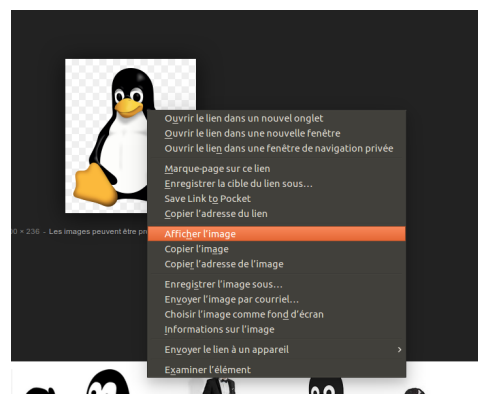 Ouvrir le lien dans un nouvel onglet
Ouvrir le lien dans une nouvelle fenêtre
Ouvrir le lien dans une fenêtre de navigation privée
Marque-page sur ce lien
Enregistrer la cible du lien sous…
Save Link to Pocket
Copier l'adresse du lien
0 × 236 - Les images peuvent être
Afficher l'image
Copier l'image
Copier l'adresse de l'image
Enregistrer l'image sous…
Envoyer l'image par courriel…
Choisir l'image comme fond d'écran
Informations sur l'image
Envoyer le lien à un appareil
Examiner l'élément